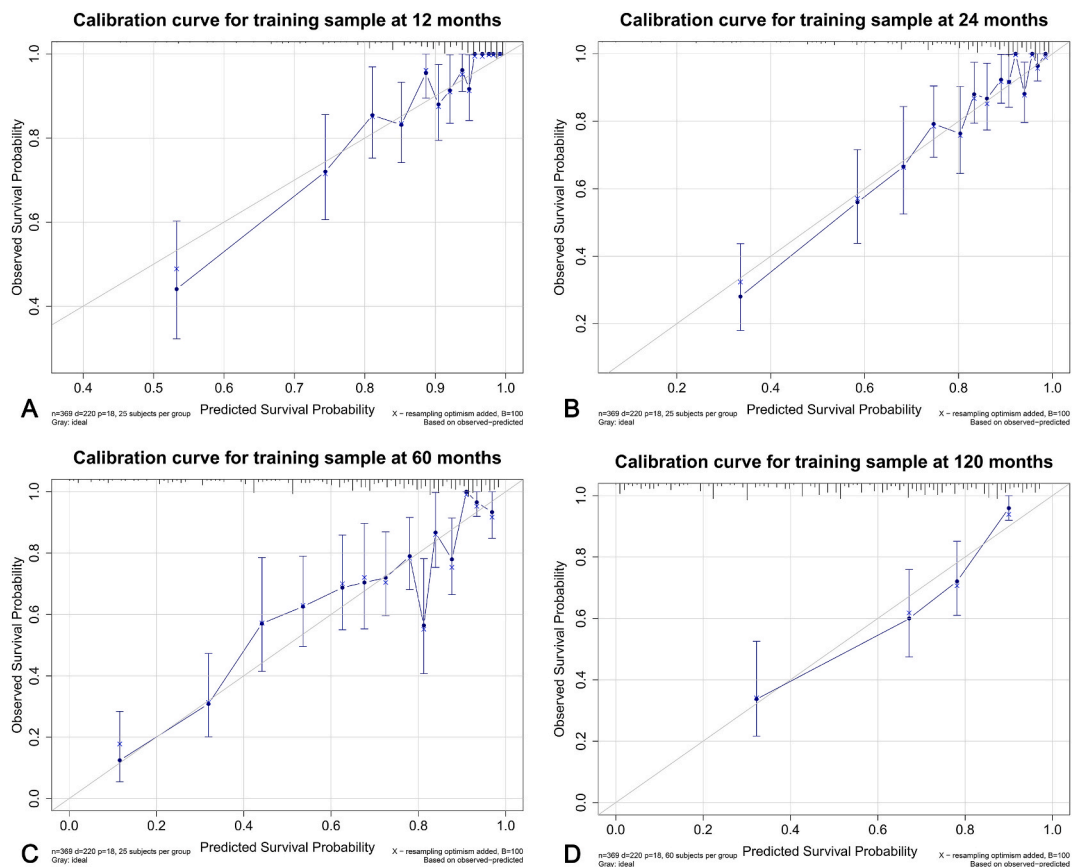 Calibration curve for training sample at 12 months
Observed Survival Probability
1.0
0.8
0.6
0.4
0.4 0.5 0.6 0.7 0.8 0.9 1.0
A
Predicted Survival Probability
n=369 d=220 p=18, 25 subjects per group
Gray: ideal
X − resampling optimism added, B=100
Based on observed−predicted
Calibration curve for training sample at 24 months
Observed Survival Probability
1.0
0.8
0.6
0.4
0.2
0.2 0.4 0.6 0.8 1.0
B
Predicted Survival Probability
n=369 d=220 p=18, 25 subjects per group
Gray: ideal
X − resampling optimism added, B=100
Based on observed−predicted
Calibration curve for training sample at 60 months
Observed Survival Probability
1.0
0.8
0.6
0.4
0.2
0.0
0.0 0.2 0.4 0.6 0.8 1.0
C
Predicted Survival Probability
n=369 d=220 p=18, 25 subjects per group
Gray: ideal
X − resampling optimism added, B=100
Based on observed−predicted
Calibration curve for training sample at 120 months
Observed Survival Probability
1.0
0.8
0.6
0.4
0.2
0.0
0.0 0.2 0.4 0.6 0.8 1.0
D
Predicted Survival Probability
n=369 d=220 p=18, 60 subjects per group
Gray: ideal
X − resampling optimism added, B=100
Based on observed−predicted